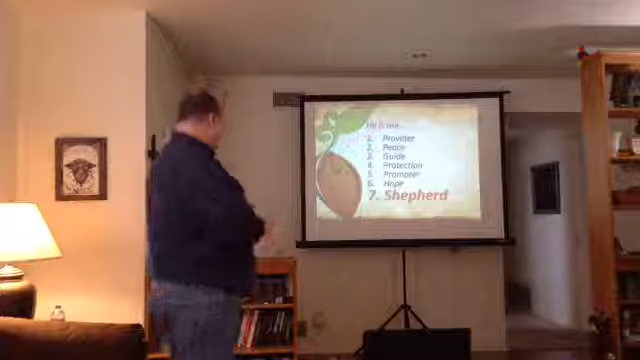 He is our...
1. Provider
2. Peace
3. Guide
4. Protection
5. Promoter
6. Hope
7. Shepherd